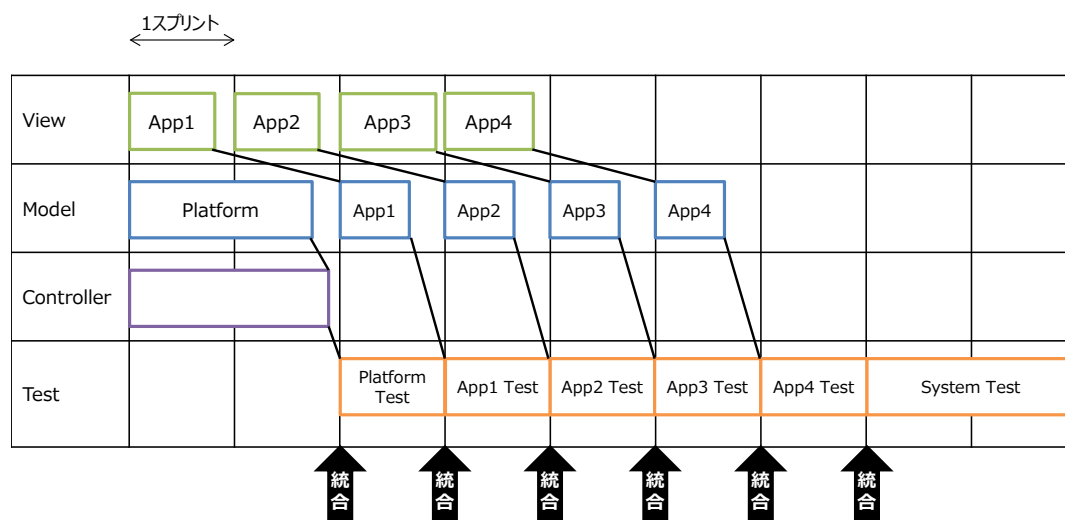 1スプリント
View
App1
App2
App3
App4
Model
Platform
App1
App2
App3
App4
Controller
Test
Platform
Test
App1 Test
App2 Test
App3 Test
App4 Test
System Test
統合
統合
統合
統合
統合
統合